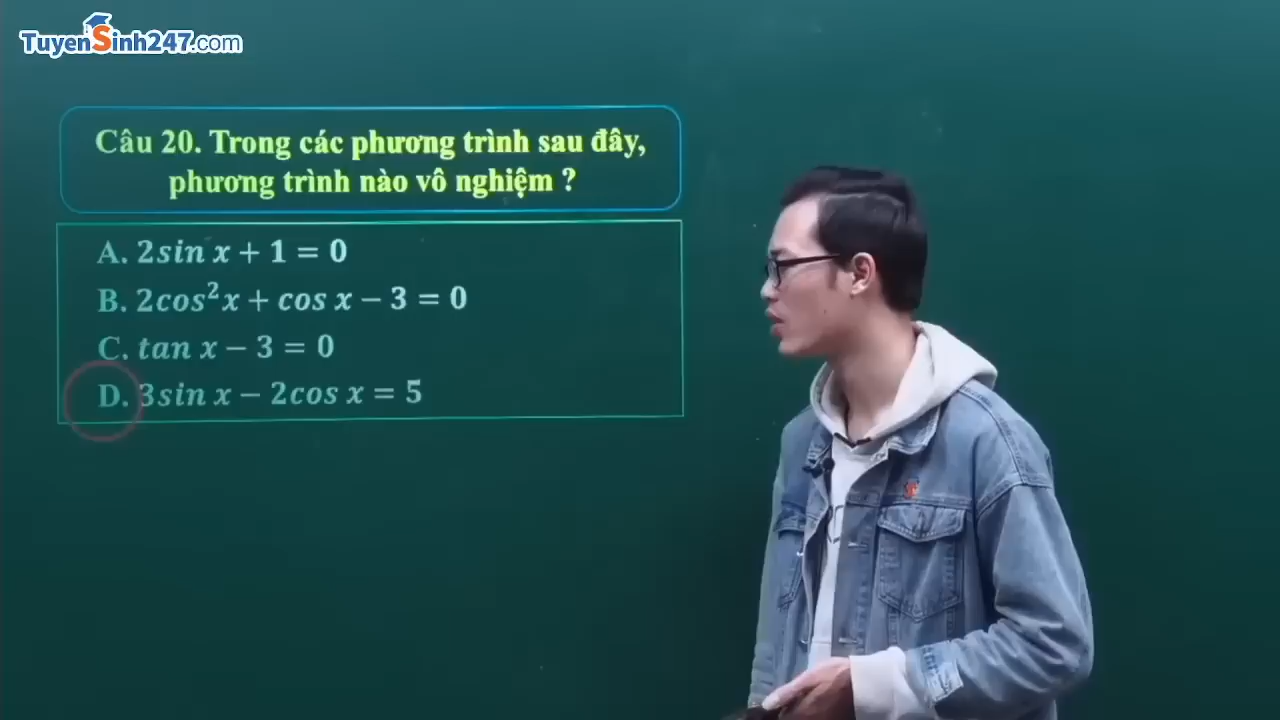 TuyenSinh247.com
Câu 20. Trong các phương trình sau đây,
phương trình nào vô nghiệm ?
A. 2sin x + 1 = 0
B. 2cos²x + cos x − 3 = 0
C. tan x − 3 = 0
D. 3sin x − 2cos x = 5